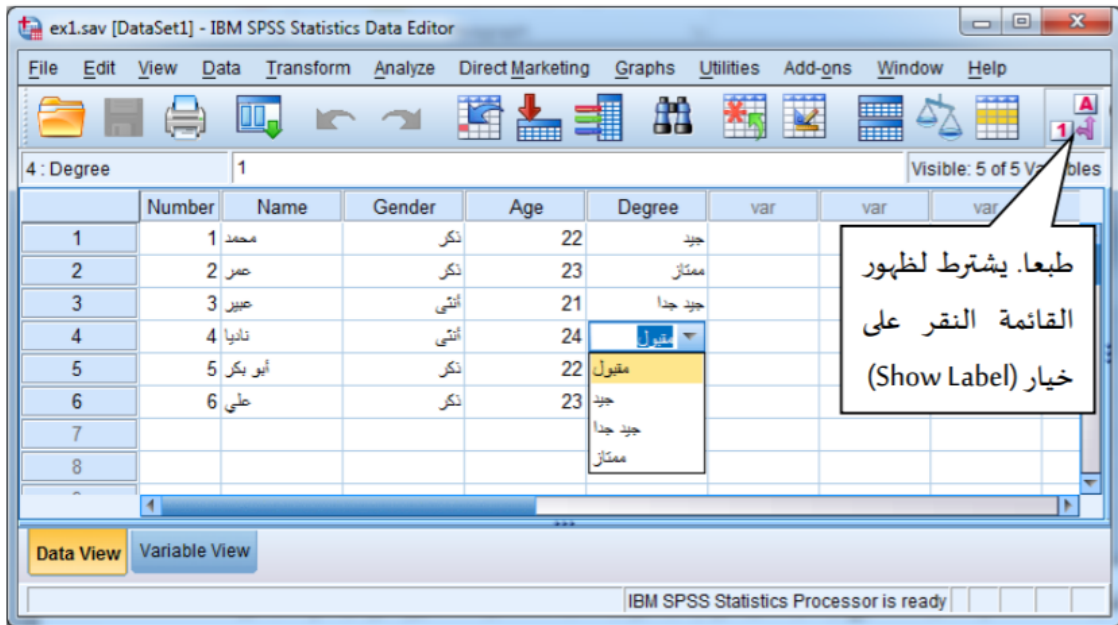 ex1.sav [DataSet1] - IBM SPSS Statistics Data Editor
File Edit View Data Transform Analyze Direct Marketing Graphs Utilities Add-ons Window Help
A
1
4 : Degree 1 Visible: 5 of 5 bles
Number Name Gender Age Degree var var var
1 1 محمد ذكر 22 جيد
2 2 عمر ذكر 23 ممتاز
3 3 عبير أنثى 21 جيد جدا
4 4 ناديا أنثى 24 مقبول
5 5 أبو بكر ذكر 22 مقبول
6 6 علي ذكر 23 جيد
7 جيد جدا
8 ممتاز
طبعا. يشترط لظهور
القائمة النقر على
خيار (Show Label)
Data View Variable View
IBM SPSS Statistics Processor is ready